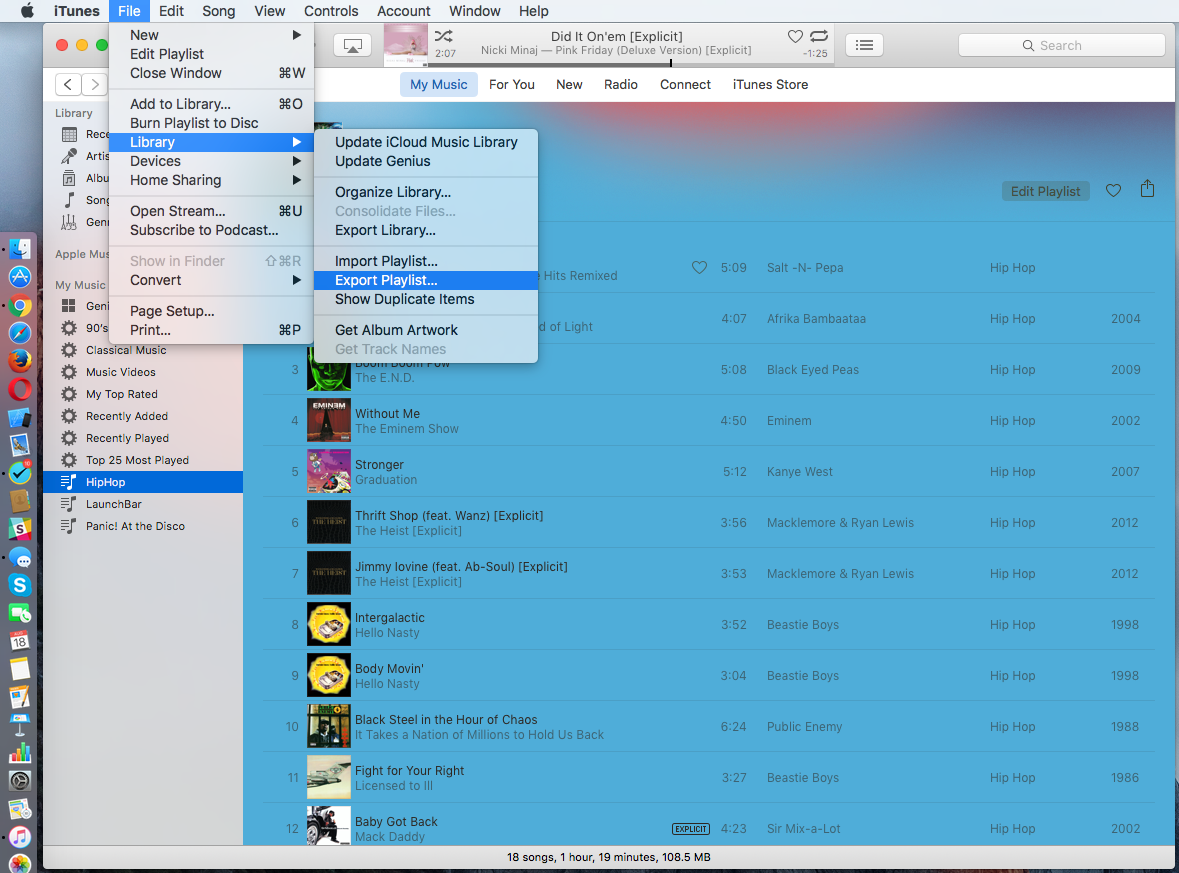 iTunes File Edit Song View Controls Account Window Help
New
Edit Playlist
Close Window ⌘W
Add to Library... ⌘O
Burn Playlist to Disc
Library
Devices
Home Sharing
Open Stream... ⌘U
Subscribe to Podcast...
Show in Finder ⇧⌘R
Convert
Page Setup...
Print... ⌘P
Update iCloud Music Library
Update Genius
Organize Library...
Consolidate Files...
Export Library...
Import Playlist...
Export Playlist...
Show Duplicate Items
Get Album Artwork
Get Track Names
2:07
Did It On'em [Explicit]
Nicki Minaj — Pink Friday (Deluxe Version) [Explicit]
-1:25
Search
My Music For You New Radio Connect iTunes Store
Library
Rece
Artis
Albu
Song
Genr
Apple Mus
My Music
Geni
90's
Classical Music
Music Videos
My Top Rated
Recently Added
Recently Played
Top 25 Most Played
HipHop
LaunchBar
Panic! At the Disco
Edit Playlist
Hits Remixed 5:09 Salt -N- Pepa Hip Hop
d of Light 4:07 Afrika Bambaataa Hip Hop 2004
3 Boom Boom Pow 5:08 Black Eyed Peas Hip Hop 2009
The E.N.D.
4 Without Me 4:50 Eminem Hip Hop 2002
The Eminem Show
5 Stronger 5:12 Kanye West Hip Hop 2007
Graduation
6 Thrift Shop (feat. Wanz) [Explicit] 3:56 Macklemore & Ryan Lewis Hip Hop 2012
The Heist [Explicit]
7 Jimmy Iovine (feat. Ab-Soul) [Explicit] 3:53 Macklemore & Ryan Lewis Hip Hop 2012
The Heist [Explicit]
8 Intergalactic 3:52 Beastie Boys Hip Hop 1998
Hello Nasty
9 Body Movin' 3:04 Beastie Boys Hip Hop 1998
Hello Nasty
10 Black Steel in the Hour of Chaos 6:24 Public Enemy Hip Hop 1988
It Takes a Nation of Millions to Hold Us Back
11 Fight for Your Right 3:27 Beastie Boys Hip Hop 1986
Licensed to Ill
12 Baby Got Back EXPLICIT 4:23 Sir Mix-a-Lot Hip Hop 2002
Mack Daddy
18 songs, 1 hour, 19 minutes, 108.5 MB
EMINEM
THE HEIST
THE HEIST
18